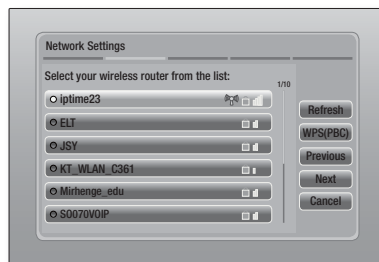 Network Settings
Select your wireless router from the list:
1/10
iptime23
ELT
JSY
KT_WLAN_C361
Mirhenge_edu
SO070VOIP
Refresh
WPS(PBC)
Previous
Next
Cancel